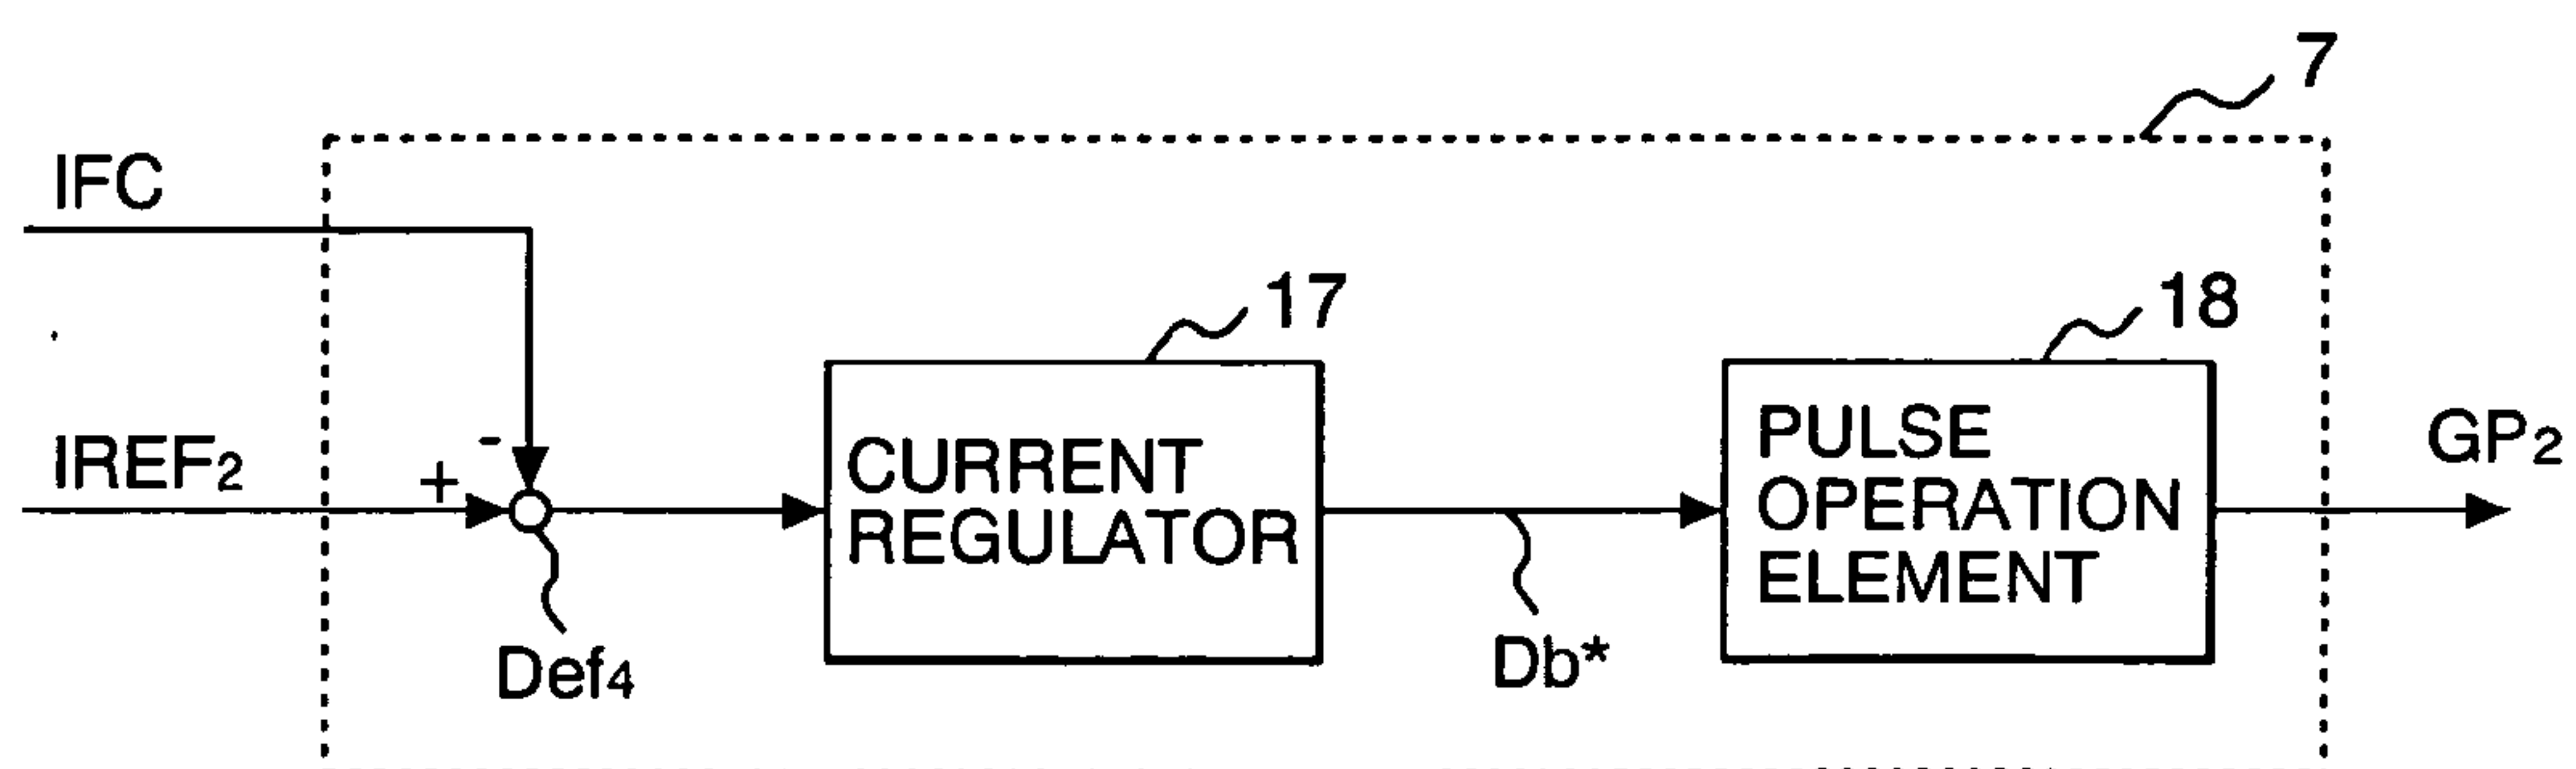 7
IFC
17
18
IREF2
-
+
CURRENT
REGULATOR
PULSE
OPERATION
ELEMENT
GP2
Def4
Db*